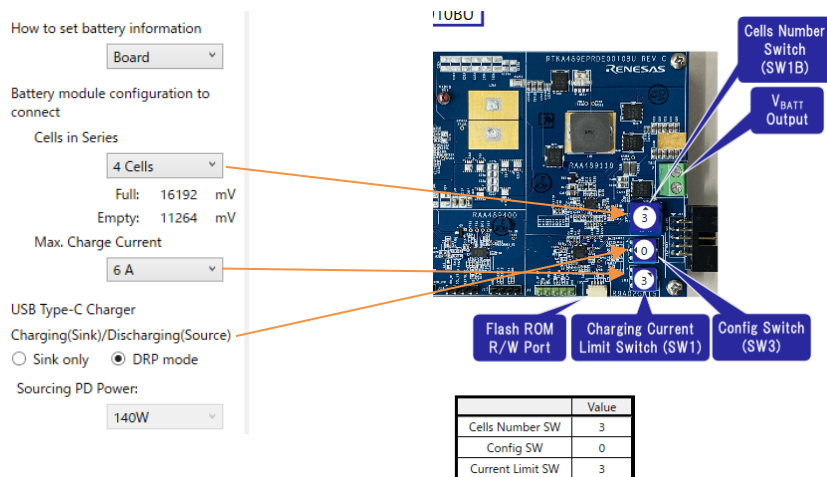 How to set battery information
Board
Battery module configuration to
connect
Cells in Series
4 Cells
Full: 16192 mV
Empty: 11264 mV
Max. Charge Current
6 A
USB Type-C Charger
Charging(Sink)/Discharging(Source)
Sink only DRP mode
Sourcing PD Power:
140W
010BU
RTKA489EPRDE0010BU REV C
RENESAS
RAA489110
RAA489400
3
0
3
Cells Number
Switch
(SW1B)
VBATT
Output
Flash ROM
R/W Port
Charging Current
Limit Switch (SW1)
Config Switch
(SW3)
Value
Cells Number SW 3
Config SW 0
Current Limit SW 3